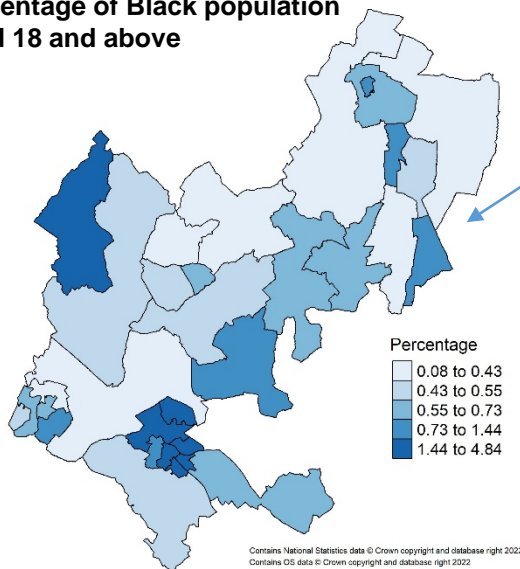 entage of Black population
18 and above
Percentage
0.08 to 0.43
0.43 to 0.55
0.55 to 0.73
0.73 to 1.44
1.44 to 4.84
Contains National Statistics data © Crown copyright and database right 2022
Contains OS data © Crown copyright and database right 2022